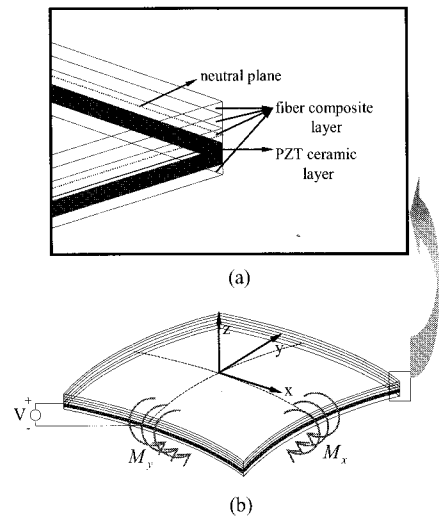 neutral plane
fiber composite
layer
PZT ceramic
layer
(a)
z
y
x
V
+
-
M_y
M_x
(b)